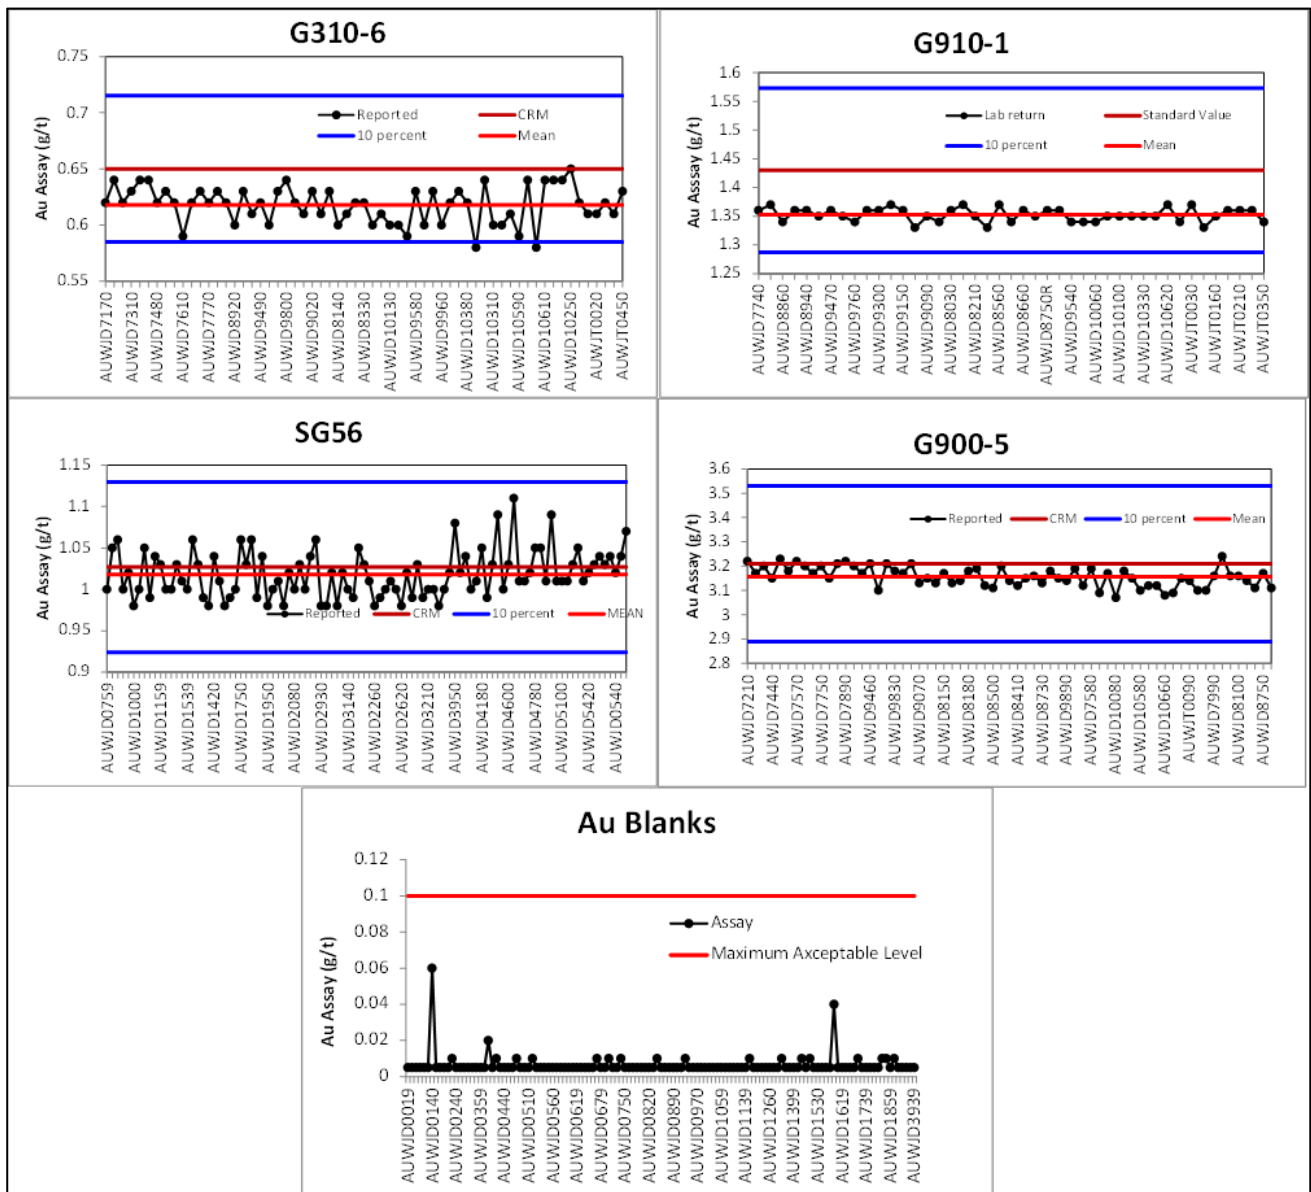 G310-6
0.75
0.7
0.65
0.6
0.55
Au Assay (g/t)
Reported
CRM
10 percent
Mean
AUWJD7170
AUWJD7310
AUWJD7480
AUWJD7610
AUWJD7770
AUWJD8920
AUWJD9490
AUWJD9800
AUWJD9020
AUWJD8140
AUWJD8330
AUWJD10130
AUWJD9580
AUWJD9960
AUWJD10380
AUWJD10310
AUWJD10590
AUWJD10610
AUWJD10250
AUWJT0020
AUWJT0450
G910-1
1.6
1.55
1.5
1.45
1.4
1.35
1.3
1.25
Au Asssay (g/t)
Lab return
Standard Value
10 percent
Mean
AUWJD7740
AUWJD8860
AUWJD8940
AUWJD9470
AUWJD9760
AUWJD9300
AUWJD9150
AUWJD9090
AUWJD8030
AUWJD8210
AUWJD8560
AUWJD8660
AUWJD8750R
AUWJD9540
AUWJD10060
AUWJD10100
AUWJD10330
AUWJD10620
AUWJT0030
AUWJT0160
AUWJT0210
AUWJT0350
SG56
1.15
1.1
1.05
1
0.95
0.9
Au Assay (g/t)
Reported
CRM
10 percent
MEAN
AUWJD0759
AUWJD1000
AUWJD1159
AUWJD1539
AUWJD1420
AUWJD1750
AUWJD1950
AUWJD2080
AUWJD2930
AUWJD3140
AUWJD2260
AUWJD2620
AUWJD3210
AUWJD3950
AUWJD4180
AUWJD4600
AUWJD4780
AUWJD5100
AUWJD5420
AUWJD0540
G900-5
3.6
3.5
3.4
3.3
3.2
3.1
3
2.9
2.8
Au Assay (g/t)
Reported
CRM
10 percent
Mean
AUWJD7210
AUWJD7440
AUWJD7570
AUWJD7750
AUWJD7890
AUWJD9460
AUWJD9830
AUWJD9070
AUWJD8150
AUWJD8180
AUWJD8500
AUWJD8410
AUWJD8730
AUWJD9890
AUWJD7580
AUWJD10080
AUWJD10580
AUWJD10660
AUWJT0090
AUWJD7990
AUWJD8100
AUWJD8750
Au Blanks
0.12
0.1
0.08
0.06
0.04
0.02
0
Au Assay (g/t)
Assay
Maximum Axceptable Level
AUWJD0019
AUWJD0140
AUWJD0240
AUWJD0359
AUWJD0440
AUWJD0510
AUWJD0560
AUWJD0619
AUWJD0679
AUWJD0750
AUWJD0820
AUWJD0890
AUWJD0970
AUWJD1059
AUWJD1139
AUWJD1260
AUWJD1399
AUWJD1530
AUWJD1619
AUWJD1739
AUWJD1859
AUWJD3939